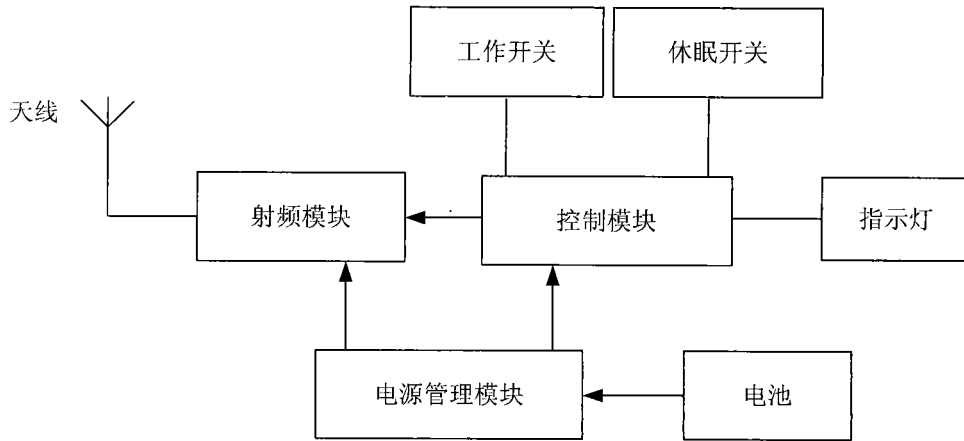 工作开关
休眠开关
天线
射频模块
控制模块
指示灯
电源管理模块
电池